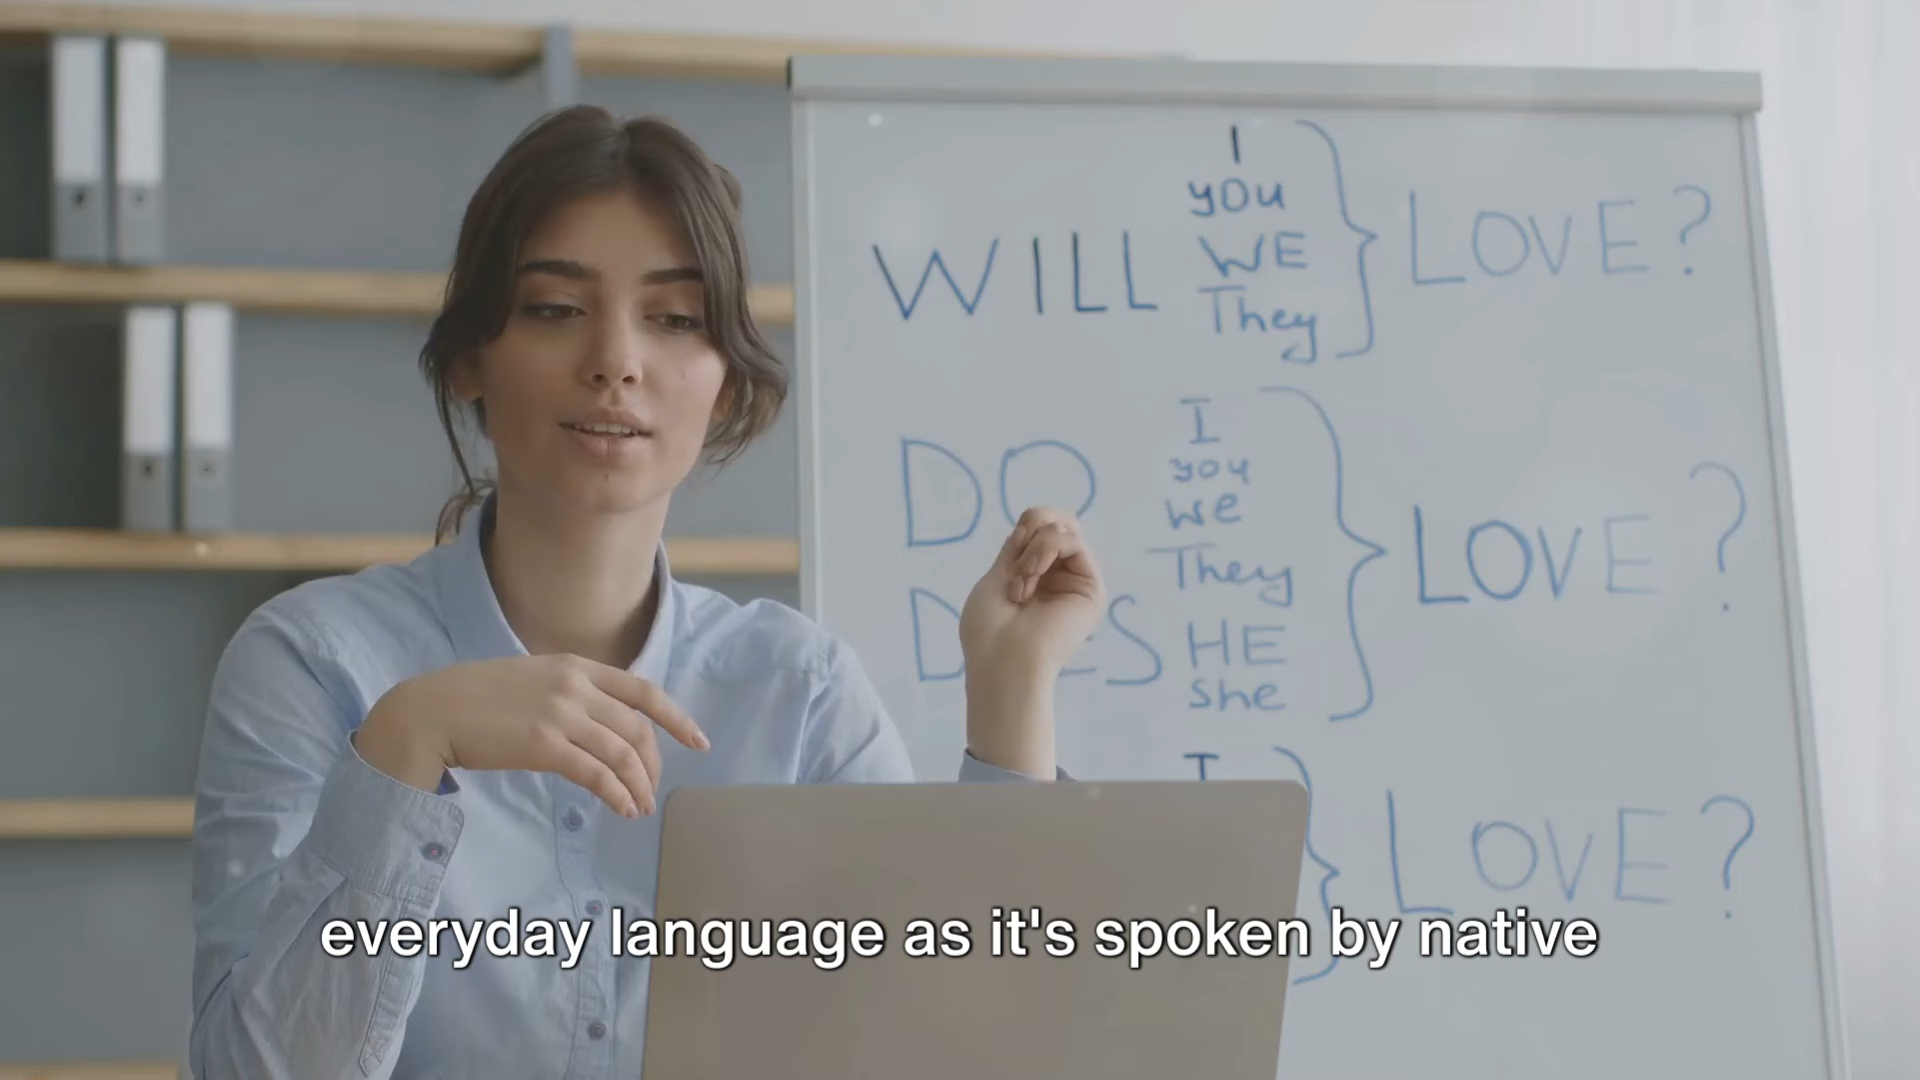 I
you
WILL WE LOVE?
They
I
you
DO we LOVE?
They
HE
she
I
LOVE?
everyday language as it's spoken by native